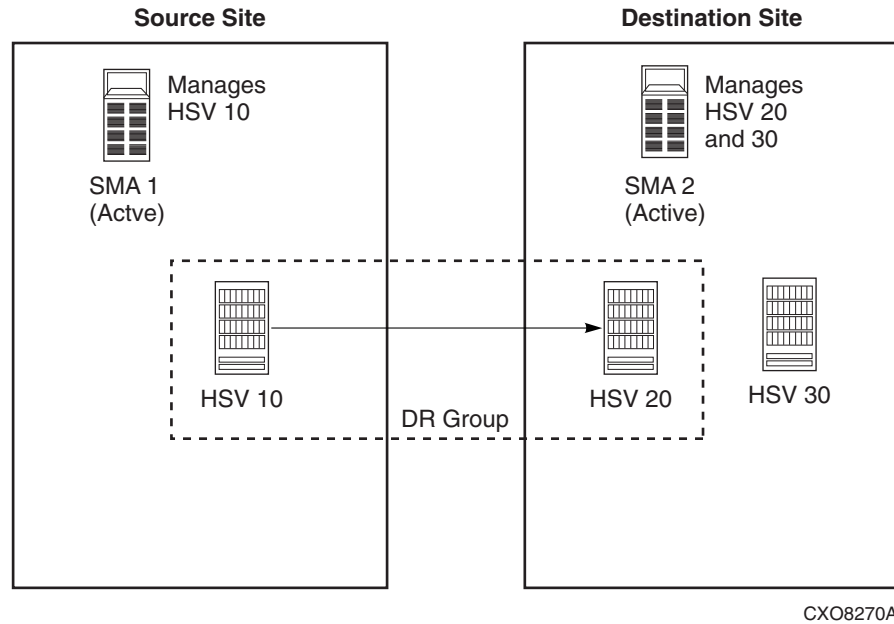 Source Site
Destination Site
Manages
HSV 10
SMA 1
(Actve)
Manages
HSV 20
and 30
SMA 2
(Active)
HSV 10
DR Group
HSV 20
HSV 30
CXO8270A